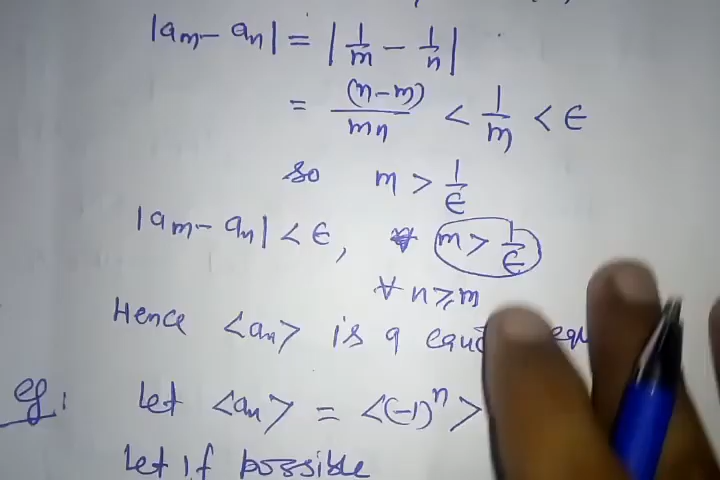 |am - an| = |1/m - 1/n|
= (n-m)/mn < 1/m < ϵ
so m > 1/ϵ
|am - an| < ϵ, ∀ m > 1/ϵ
∀ n ⩾ m
Hence <an> is a
eg: Let <an> = <(-1)^n>
Let if possible